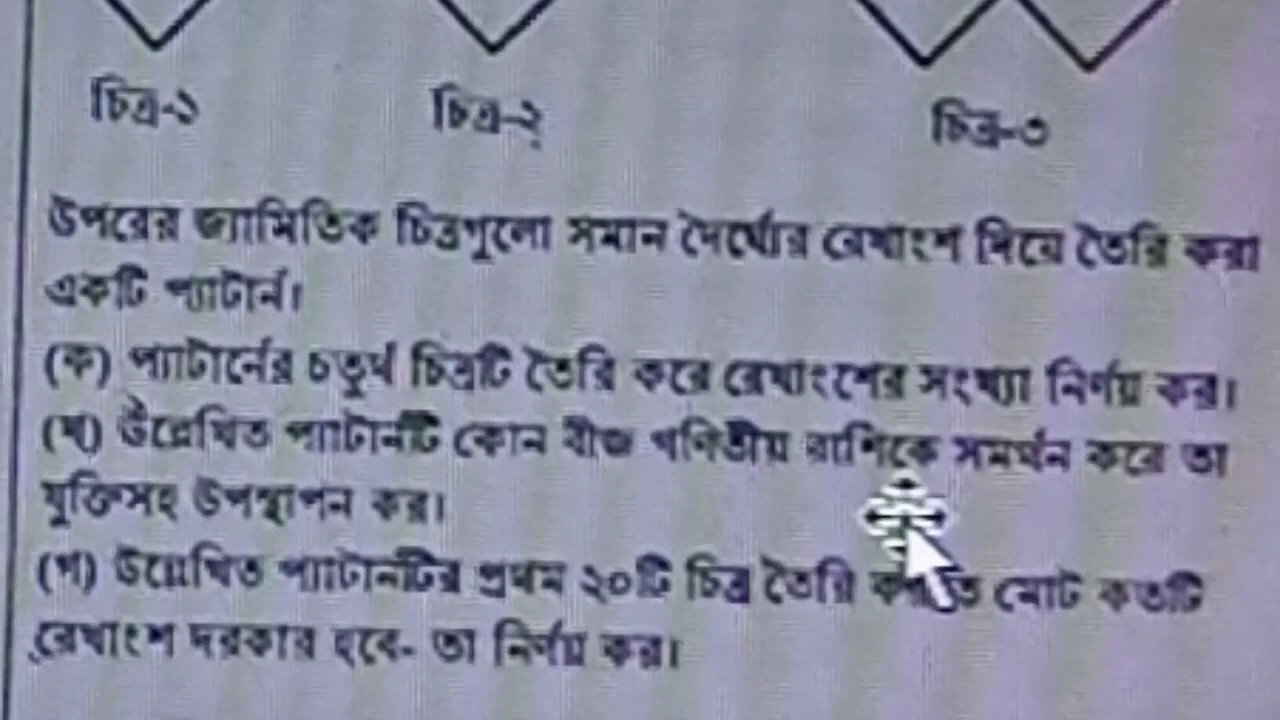 চিত্র-১ চিত্র-২ চিত্র-৩
উপরের জ্যামিতিক চিত্রগুলো সমান দৈর্ঘ্যের রেখাংশ দিয়ে তৈরি করা
একটি প্যাটার্ন।
(ক) প্যাটার্নের চতুর্থ চিত্রটি তৈরি করে রেখাংশের সংখ্যা নির্ণয় কর।
(খ) উল্লেখিত প্যাটার্নটি কোন বীজ গণিতীয় রাশিকে সমর্থন করে তা
যুক্তিসহ উপস্থাপন কর।
(গ) উল্লেখিত প্যাটার্নটির প্রথম ২০টি চিত্র তৈরি করতে মোট কতটি
রেখাংশ দরকার হবে- তা নির্ণয় কর।